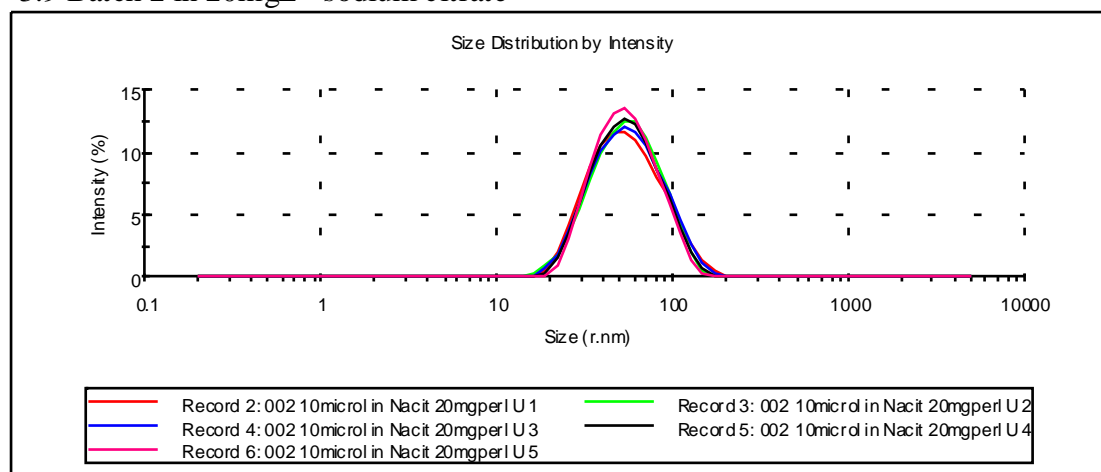 Size Distribution by Intensity
15
10
5
0
Intensity (%)
0.1 1 10 100 1000 10000
Size (r.nm)
Record 2: 002 10microl in Nacit 20mgperl U 1
Record 3: 002 10microl in Nacit 20mgperl U 2
Record 4: 002 10microl in Nacit 20mgperl U 3
Record 5: 002 10microl in Nacit 20mgperl U 4
Record 6: 002 10microl in Nacit 20mgperl U 5